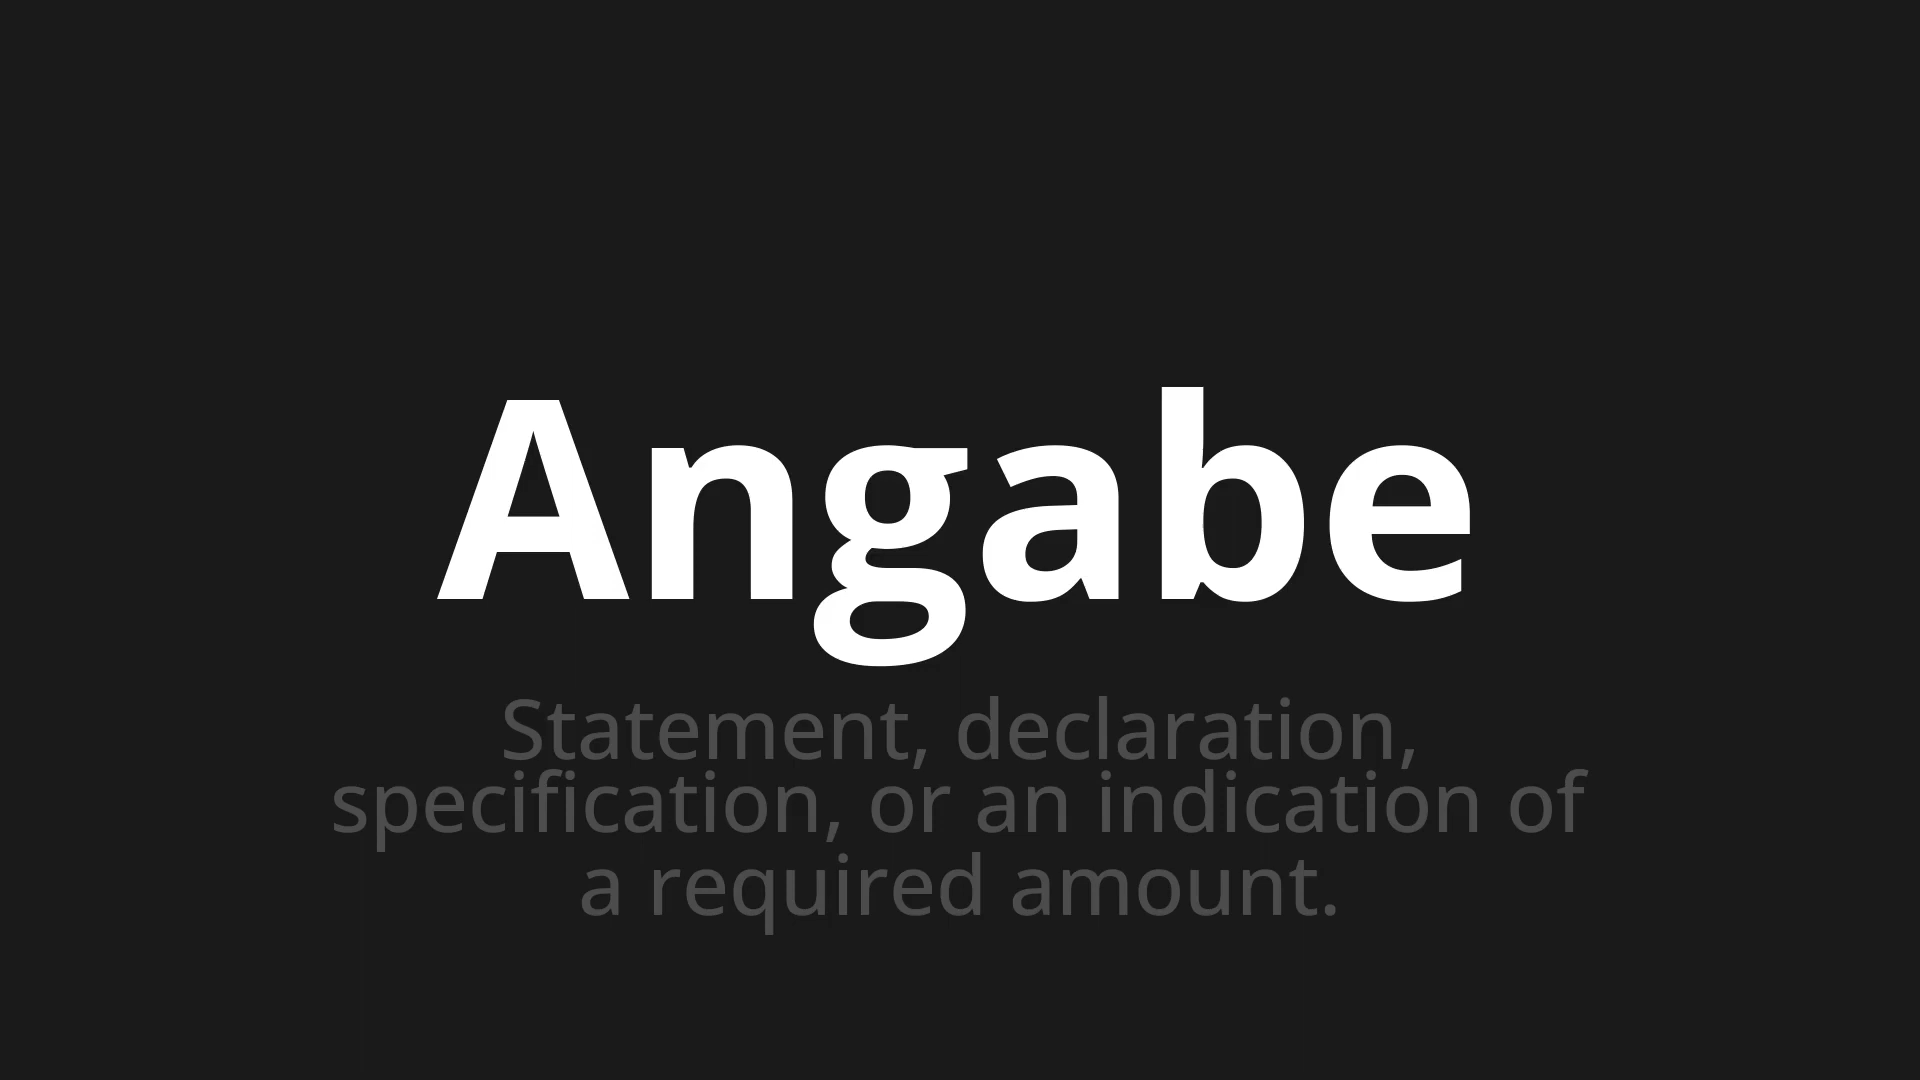 Angabe
Statement, declaration,
specification, or an indication of
a required amount.